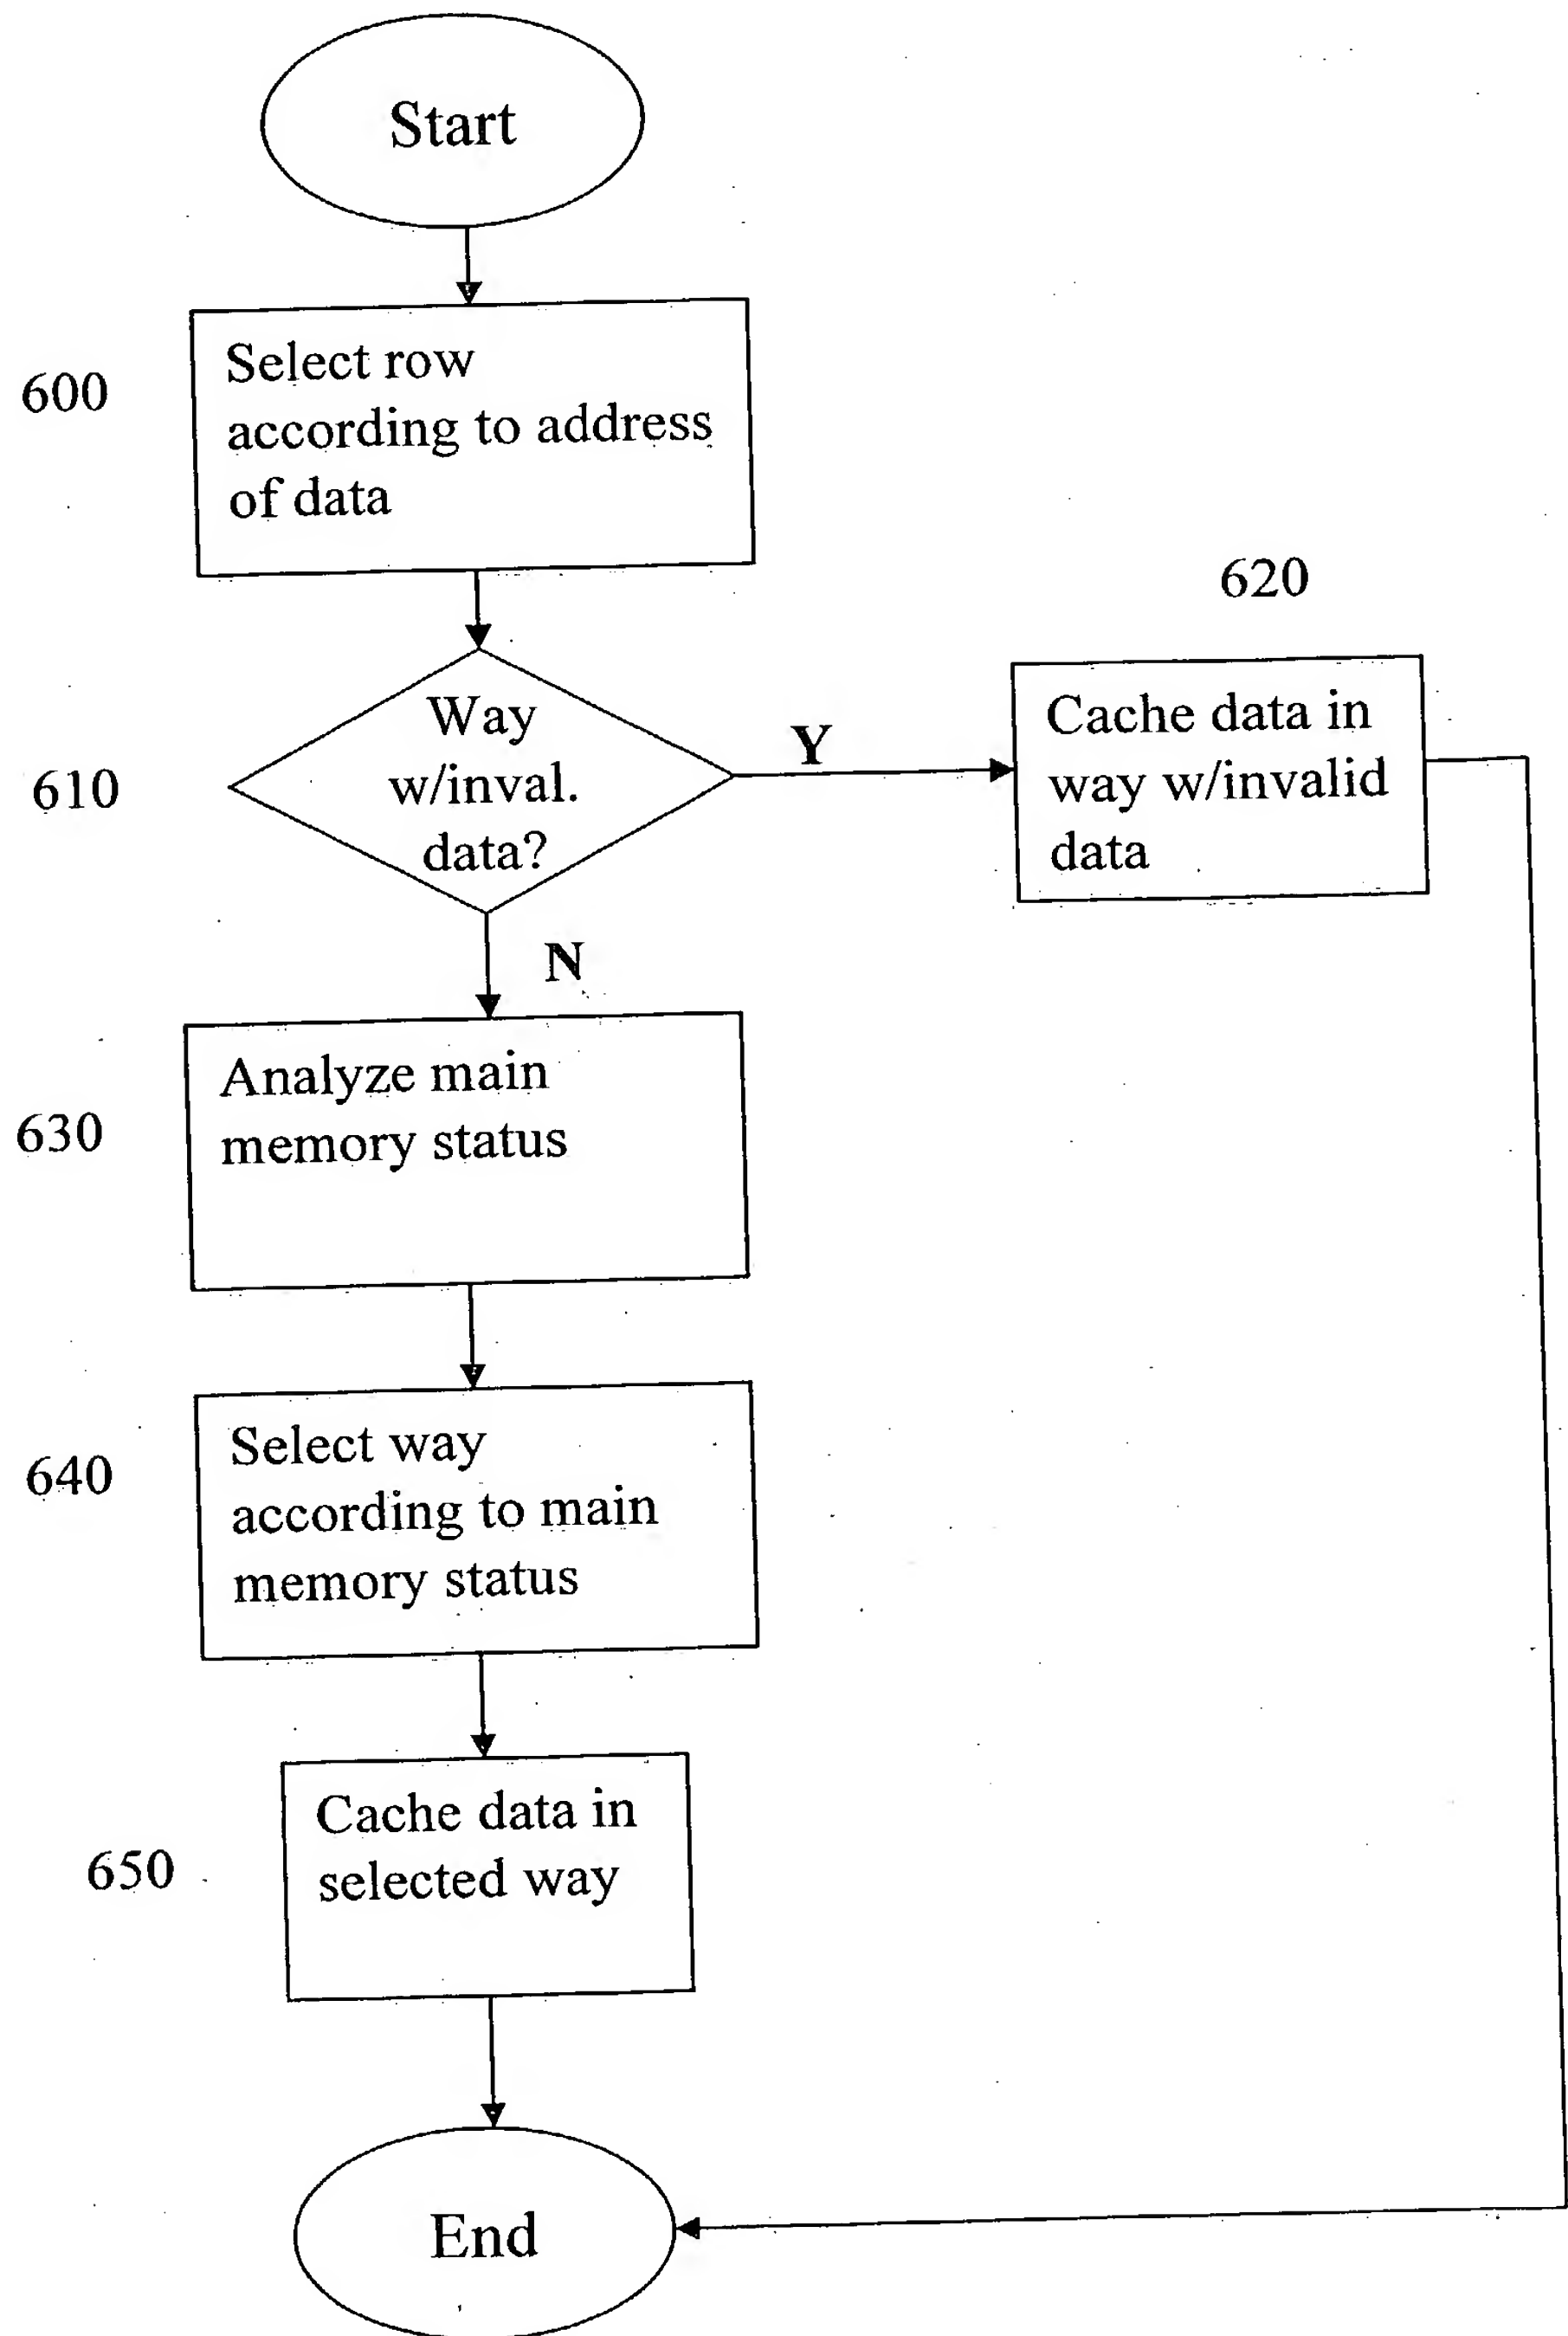 Start
600
Select row
according to address
of data
610
Way
w/inval.
data?
Y
620
Cache data in
way w/invalid
data
N
630
Analyze main
memory status
640
Select way
according to main
memory status
650
Cache data in
selected way
End